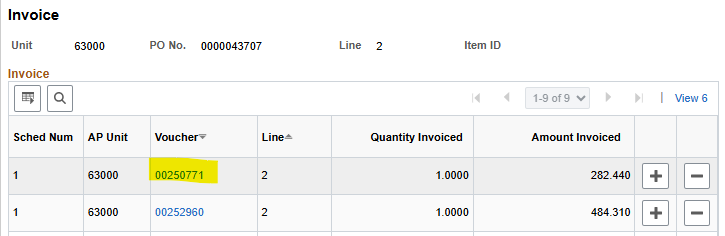 Invoice
Unit 63000 PO No. 0000043707 Line 2 Item ID
Invoice
1-9 of 9 | View 6
Sched Num AP Unit Voucher Line Quantity Invoiced Amount Invoiced
1 63000 00250771 2 1.0000 282.440
1 63000 00252960 2 1.0000 484.310